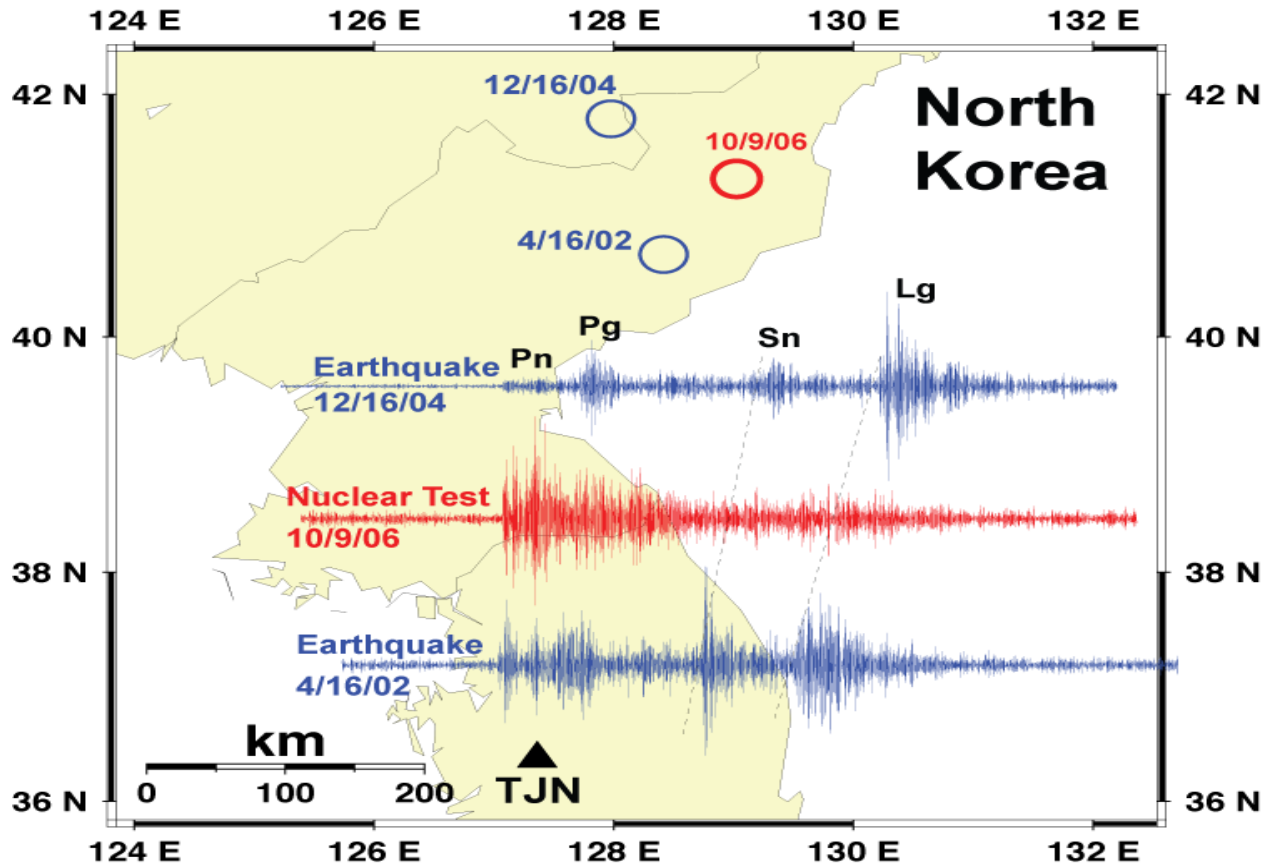 124 E 126 E 128 E 130 E 132 E
42 N 12/16/04 North 42 N
10/9/06 Korea
4/16/02
Lg
40 N Pg Sn 40 N
Earthquake Pn
12/16/04
Nuclear Test
10/9/06
38 N 38 N
Earthquake
4/16/02
km
0 100 200 TJN
36 N 36 N
124 E 126 E 128 E 130 E 132 E